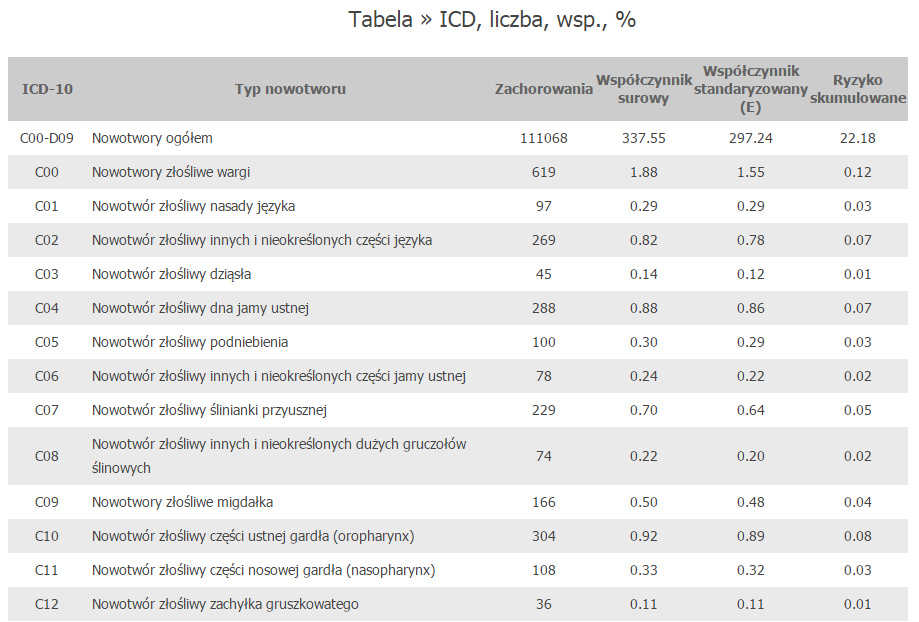 Tabela » ICD, liczba, wsp., %
ICD-10 Typ nowotworu Zachorowania Współczynnik surowy Współczynnik standaryzowany (E) Ryzyko skumulowane
C00-D09 Nowotwory ogółem 111068 337.55 297.24 22.18
C00 Nowotwory złośliwe wargi 619 1.88 1.55 0.12
C01 Nowotwór złośliwy nasady języka 97 0.29 0.29 0.03
C02 Nowotwór złośliwy innych i nieokreślonych części języka 269 0.82 0.78 0.07
C03 Nowotwór złośliwy dziąsła 45 0.14 0.12 0.01
C04 Nowotwór złośliwy dna jamy ustnej 288 0.88 0.86 0.07
C05 Nowotwór złośliwy podniebienia 100 0.30 0.29 0.03
C06 Nowotwór złośliwy innych i nieokreślonych części jamy ustnej 78 0.24 0.22 0.02
C07 Nowotwór złośliwy ślinianki przyusznej 229 0.70 0.64 0.05
C08 Nowotwór złośliwy innych i nieokreślonych dużych gruczołów
ślinowych 74 0.22 0.20 0.02
C09 Nowotwory złośliwe migdałka 166 0.50 0.48 0.04
C10 Nowotwór złośliwy części ustnej gardła (oropharynx) 304 0.92 0.89 0.08
C11 Nowotwór złośliwy części nosowej gardła (nasopharynx) 108 0.33 0.32 0.03
C12 Nowotwór złośliwy zachyłka gruszkowatego 36 0.11 0.11 0.01